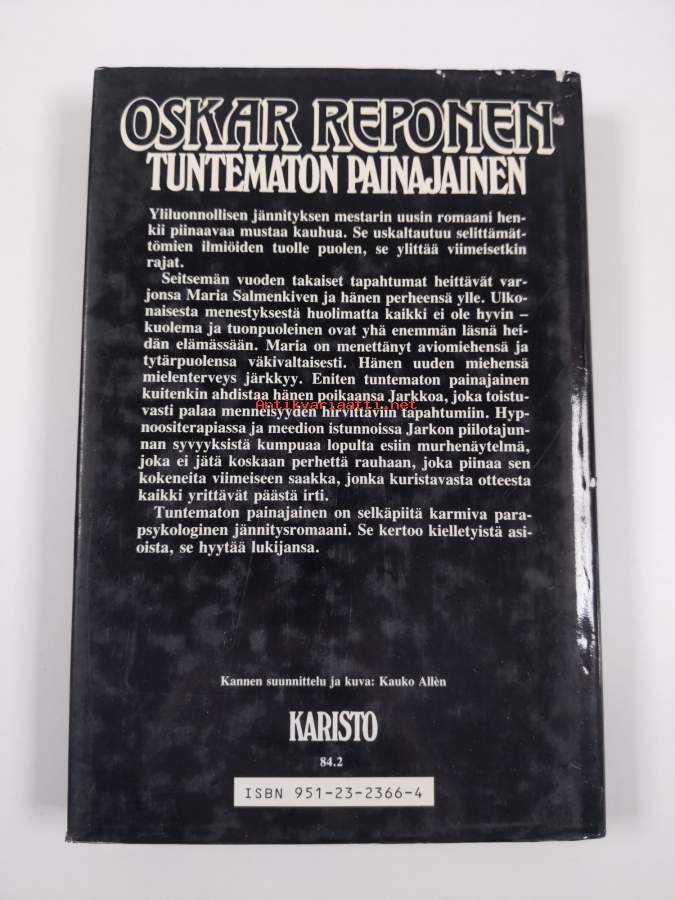 OSKAR REPONEN
TUNTEMATON PAINAJAINEN
Yliluonnollisen jännityksen mestarin uusin romaani hen-
kii piinaavaa mustaa kauhua. Se uskaltautuu selittämät-
tömien ilmiöiden tuolle puolen, se ylittää viimeisetkin
rajat.
Seitsemän vuoden takaiset tapahtumat heittävät var-
jonsa Maria Salmenkiven ja hänen perheensä ylle. Ulko-
naisesta menestyksestä huolimatta kaikki ei ole hyvin –
kuolema ja tuonpuoleinen ovat yhä enemmän läsnä hei-
dän elämässään. Maria on menettänyt aviomiehensä ja
tytärpuolensa väkivaltaisesti. Hänen uuden miehensä
mielenterveys järkkyy. Eniten tuntematon painajainen
kuitenkin ahdistaa hänen poikaansa Jarkkoa, joka toistu-
vasti palaa menneisyyden hirvittäviin tapahtumiin. Hyp-
Antikvariaatti.net
noositerapiassa ja meedion istunnoissa Jarkon piilotajun-
nan syvyyksistä kumpuaa lopulta esiin murhenäytelmä,
joka ei jätä koskaan perhettä rauhaan, joka piinaa sen
kokeneita viimeiseen saakka, jonka kuristavasta otteesta
kaikki yrittävät päästä irti.
Tuntematon painajainen on selkäpiitä karmiva para-
psykologinen jännitysromaani. Se kertoo kielletyistä asi-
oista, se hyytää lukijansa.
Kannen suunnittelu ja kuva: Kauko Allèn
KARISTO
84.2
ISBN 951-23-2366-4